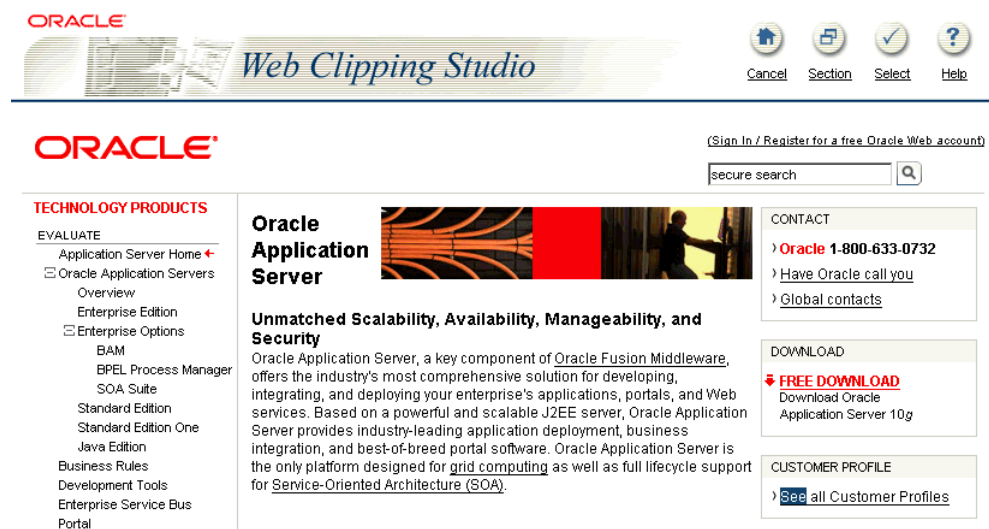 ORACLE
Web Clipping Studio
Cancel Section Select Help
ORACLE
(Sign In / Register for a free Oracle Web account)
secure search
TECHNOLOGY PRODUCTS
EVALUATE
Application Server Home
Oracle Application Servers
Overview
Enterprise Edition
Enterprise Options
BAM
BPEL Process Manager
SOA Suite
Standard Edition
Standard Edition One
Java Edition
Business Rules
Development Tools
Enterprise Service Bus
Portal
Oracle
Application
Server
Unmatched Scalability, Availability, Manageability, and
Security
Oracle Application Server, a key component of Oracle Fusion Middleware,
offers the industry's most comprehensive solution for developing,
integrating, and deploying your enterprise's applications, portals, and Web
services. Based on a powerful and scalable J2EE server, Oracle Application
Server provides industry-leading application deployment, business
integration, and best-of-breed portal software. Oracle Application Server is
the only platform designed for grid computing as well as full lifecycle support
for Service-Oriented Architecture (SOA).
CONTACT
Oracle 1-800-633-0732
Have Oracle call you
Global contacts
DOWNLOAD
FREE DOWNLOAD
Download Oracle
Application Server 10g
CUSTOMER PROFILE
See all Customer Profiles